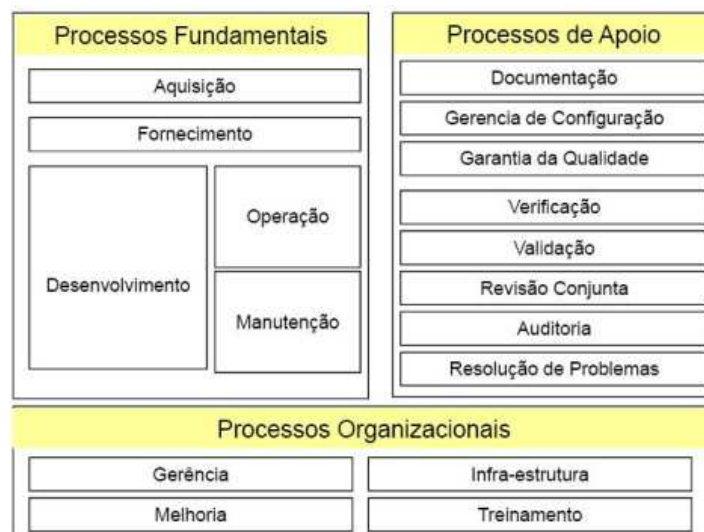 Processos Fundamentais
Aquisição
Fornecimento
Desenvolvimento
Operação
Manutenção
Processos de Apoio
Documentação
Gerencia de Configuração
Garantia da Qualidade
Verificação
Validação
Revisão Conjunta
Auditoria
Resolução de Problemas
Processos Organizacionais
Gerência
Infra-estrutura
Melhoria
Treinamento